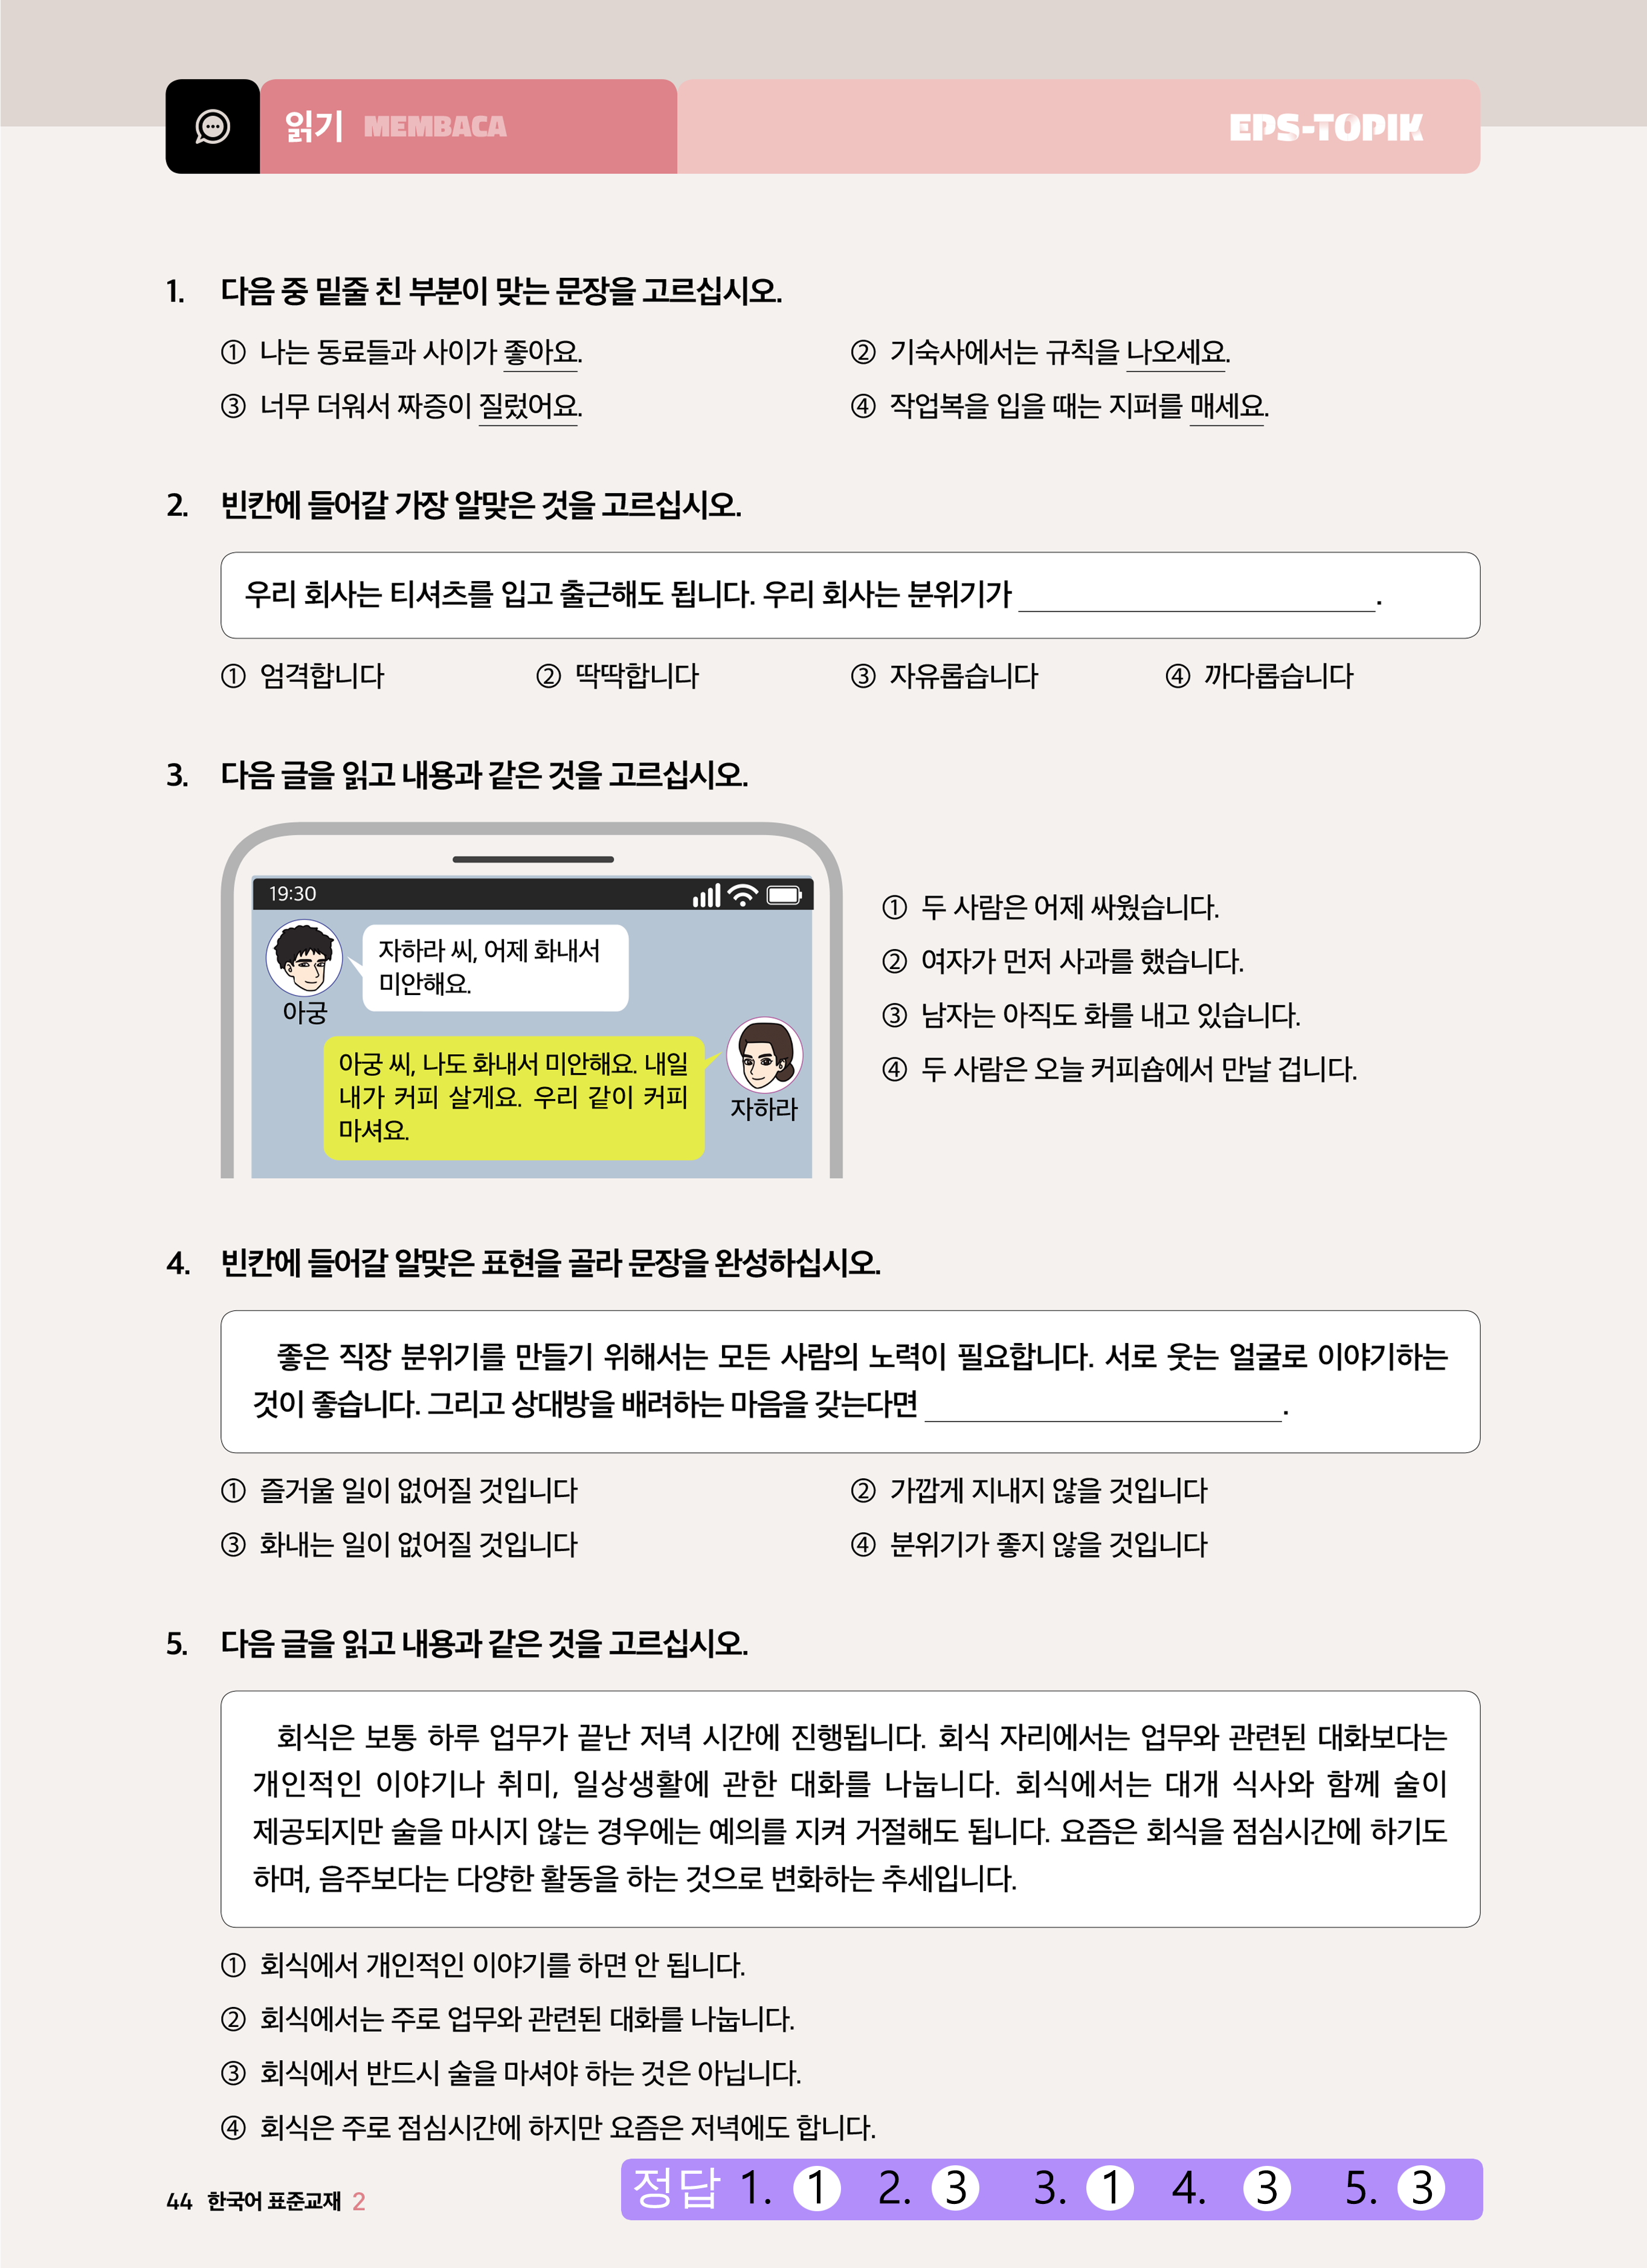 읽기 MEMBACA
EPS-TOPIK
1. 다음 중 밑줄 친 부분이 맞는 문장을 고르십시오.
① 나는 동료들과 사이가 좋아요.
② 기숙사에서는 규칙을 나오세요.
③ 너무 더워서 짜증이 질렀어요.
④ 작업복을 입을 때는 지퍼를 매세요.
2. 빈칸에 들어갈 가장 알맞은 것을 고르십시오.
우리 회사는 티셔츠를 입고 출근해도 됩니다. 우리 회사는 분위기가 ____________________.
① 엄격합니다
② 딱딱합니다
③ 자유롭습니다
④ 까다롭습니다
3. 다음 글을 읽고 내용과 같은 것을 고르십시오.
19:30
자하라 씨, 어제 화내서
미안해요.
아궁
아궁 씨, 나도 화내서 미안해요. 내일
내가 커피 살게요. 우리 같이 커피
마셔요.
자하라
① 두 사람은 어제 싸웠습니다.
② 여자가 먼저 사과를 했습니다.
③ 남자는 아직도 화를 내고 있습니다.
④ 두 사람은 오늘 커피숍에서 만날 겁니다.
4. 빈칸에 들어갈 알맞은 표현을 골라 문장을 완성하십시오.
좋은 직장 분위기를 만들기 위해서는 모든 사람의 노력이 필요합니다. 서로 웃는 얼굴로 이야기하는
것이 좋습니다. 그리고 상대방을 배려하는 마음을 갖는다면 ____________________.
① 즐거울 일이 없어질 것입니다
② 가깝게 지내지 않을 것입니다
③ 화내는 일이 없어질 것입니다
④ 분위기가 좋지 않을 것입니다
5. 다음 글을 읽고 내용과 같은 것을 고르십시오.
회식은 보통 하루 업무가 끝난 저녁 시간에 진행됩니다. 회식 자리에서는 업무와 관련된 대화보다는
개인적인 이야기나 취미, 일상생활에 관한 대화를 나눕니다. 회식에서는 대개 식사와 함께 술이
제공되지만 술을 마시지 않는 경우에는 예의를 지켜 거절해도 됩니다. 요즘은 회식을 점심시간에 하기도
하며, 음주보다는 다양한 활동을 하는 것으로 변화하는 추세입니다.
① 회식에서 개인적인 이야기를 하면 안 됩니다.
② 회식에서는 주로 업무와 관련된 대화를 나눕니다.
③ 회식에서 반드시 술을 마셔야 하는 것은 아닙니다.
④ 회식은 주로 점심시간에 하지만 요즘은 저녁에도 합니다.
정답 1. 1 2. 3 3. 1 4. 3 5. 3
44 한국어 표준교재 2